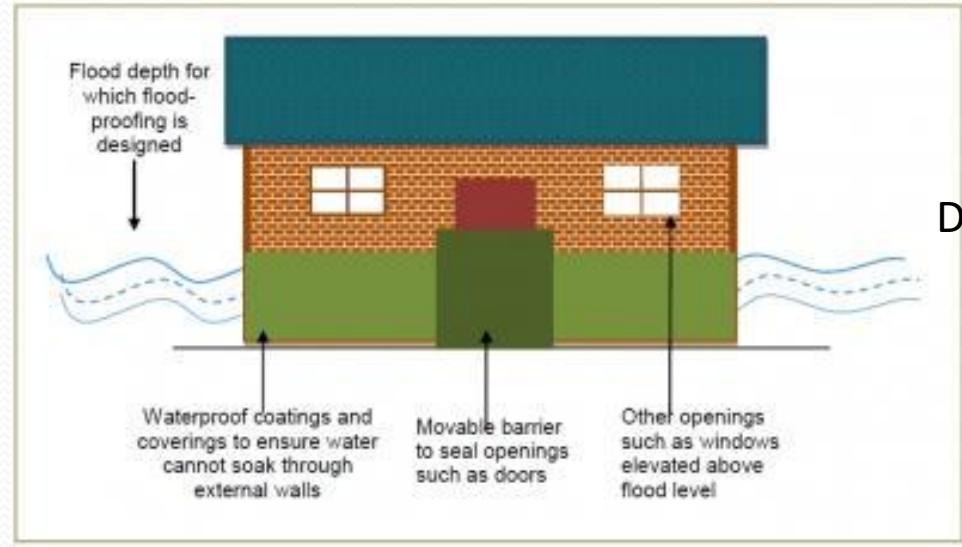 Flood depth for
which flood-
proofing is
designed
D
Waterproof coatings and
coverings to ensure water
cannot soak through
external walls
Movable barrier
to seal openings
such as doors
Other openings
such as windows
elevated above
flood level